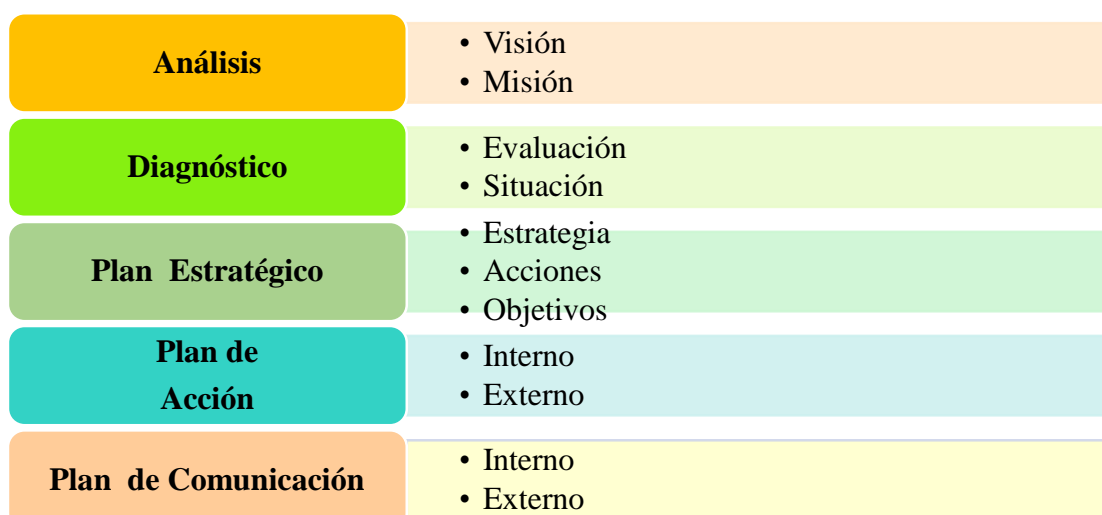 Análisis
• Visión
• Misión
Diagnóstico
• Evaluación
• Situación
Plan Estratégico
• Estrategia
• Acciones
• Objetivos
Plan de
Acción
• Interno
• Externo
Plan de Comunicación
• Interno
• Externo